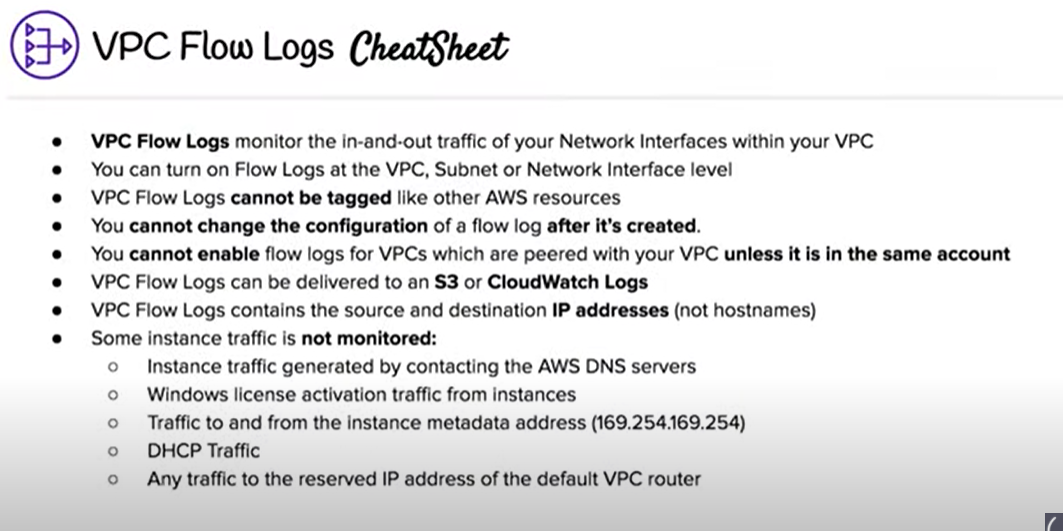 VPC Flow Logs CheatSheet
● VPC Flow Logs monitor the in-and-out traffic of your Network Interfaces within your VPC
● You can turn on Flow Logs at the VPC, Subnet or Network Interface level
● VPC Flow Logs cannot be tagged like other AWS resources
● You cannot change the configuration of a flow log after it's created.
● You cannot enable flow logs for VPCs which are peered with your VPC unless it is in the same account
● VPC Flow Logs can be delivered to an S3 or CloudWatch Logs
● VPC Flow Logs contains the source and destination IP addresses (not hostnames)
● Some instance traffic is not monitored:
○ Instance traffic generated by contacting the AWS DNS servers
○ Windows license activation traffic from instances
○ Traffic to and from the instance metadata address (169.254.169.254)
○ DHCP Traffic
○ Any traffic to the reserved IP address of the default VPC router